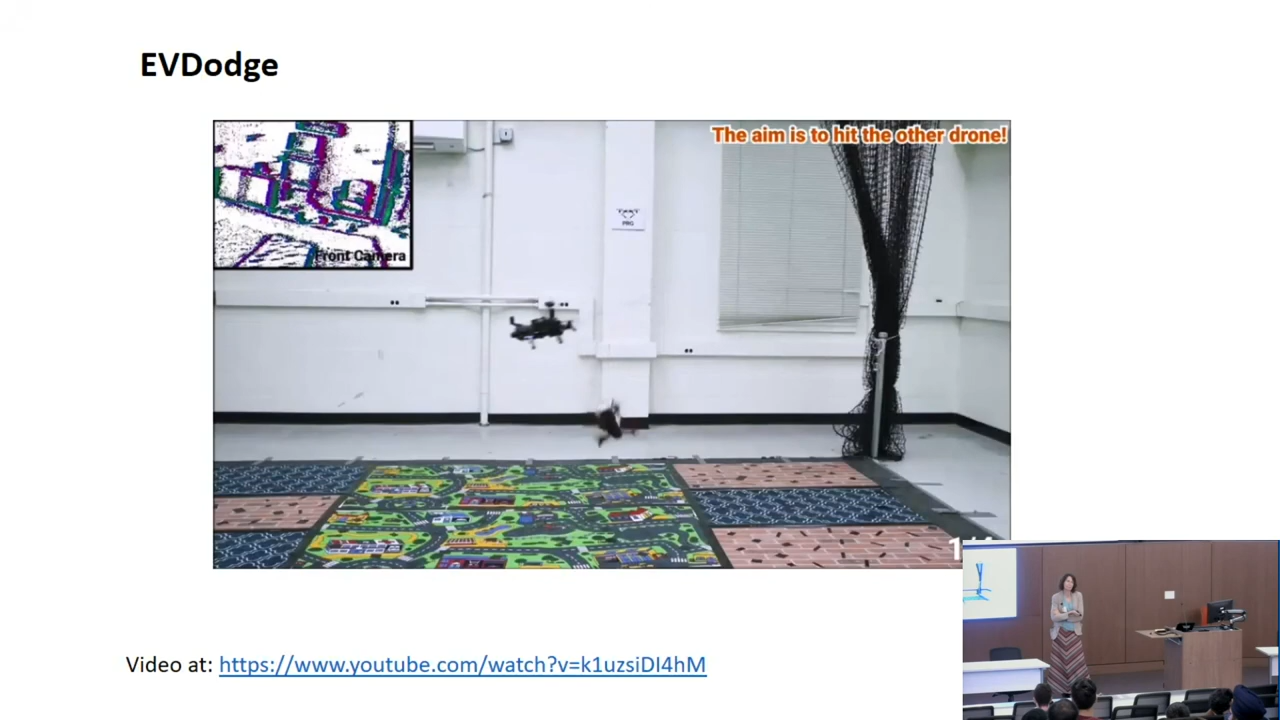 EVDodge
The aim is to hit the other drone!
PRG
Front Camera
Video at: https://www.youtube.com/watch?v=k1uzsiDI4hM